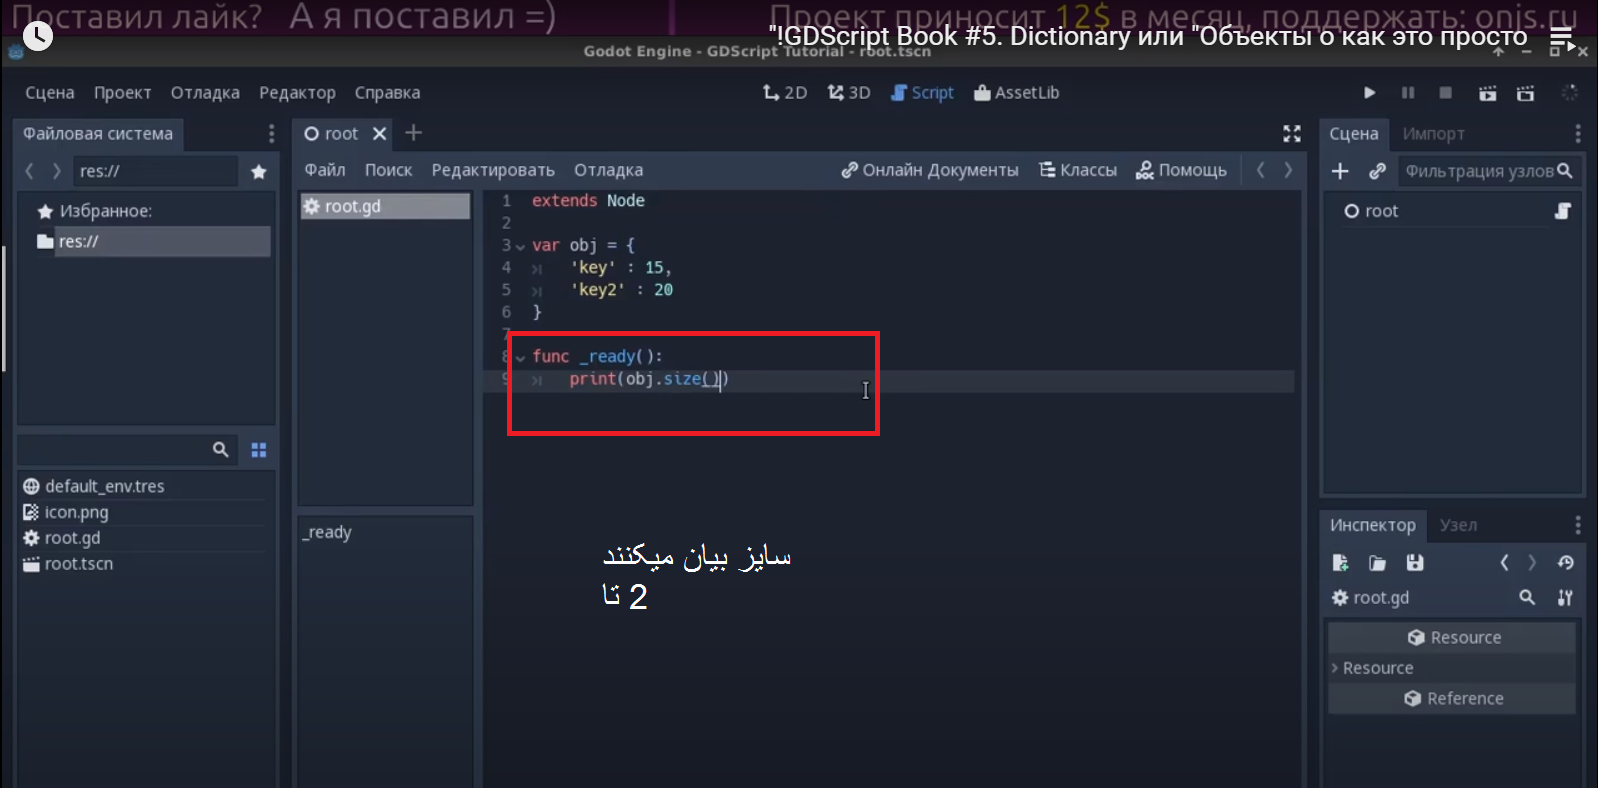 Поставил лайк? А я поставил =) Проект приносит 12$ в месяц, поддержать: onjs.ru
"!GDScript Book #5. Dictionary или "Объекты о как это просто
Godot Engine - GDScript Tutorial - root.tscn
Сцена Проект Отладка Редактор Справка 2D 3D Script AssetLib
Файловая система root Сцена Импорт
Файл Поиск Редактировать Отладка Онлайн Документы Классы Помощь
res:// Фильтрация узлов
Избранное:
res://
root.gd
root
1 extends Node
2
3 var obj = {
4 'key' : 15,
5 'key2' : 20
6 }
7
8 func _ready():
9 print(obj.size())
default_env.tres
icon.png
root.gd
root.tscn
_ready
سایز بیان میکنند
2 تا
Инспектор Узел
root.gd
Resource
Resource
Reference